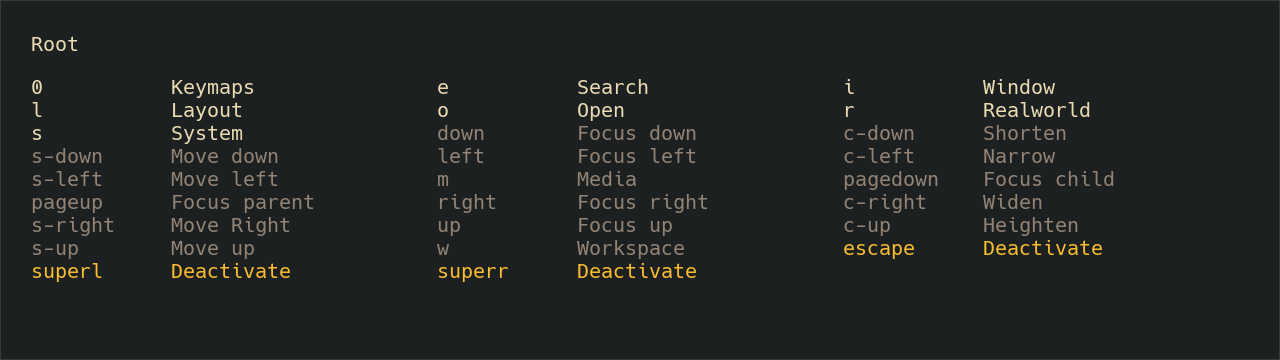 Root
0 Keymaps e Search i Window
l Layout o Open r Realworld
s System down Focus down c-down Shorten
s-down Move down left Focus left c-left Narrow
s-left Move left m Media pagedown Focus child
pageup Focus parent right Focus right c-right Widen
s-right Move Right up Focus up c-up Heighten
s-up Move up w Workspace escape Deactivate
superl Deactivate superr Deactivate